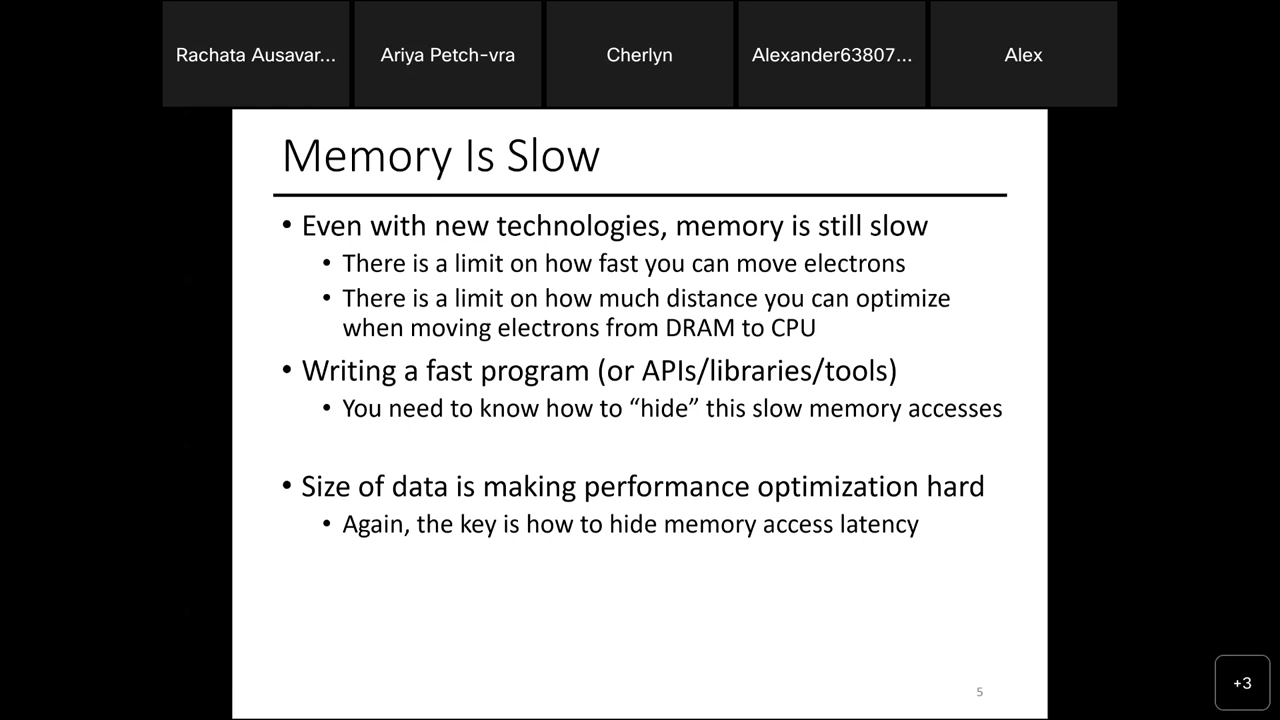 Rachata Ausavar...
Ariya Petch-vra
Cherlyn
Alexander63807...
Alex
Memory Is Slow
• Even with new technologies, memory is still slow
• There is a limit on how fast you can move electrons
• There is a limit on how much distance you can optimize
when moving electrons from DRAM to CPU
• Writing a fast program (or APIs/libraries/tools)
• You need to know how to “hide” this slow memory accesses
• Size of data is making performance optimization hard
• Again, the key is how to hide memory access latency
5
+3